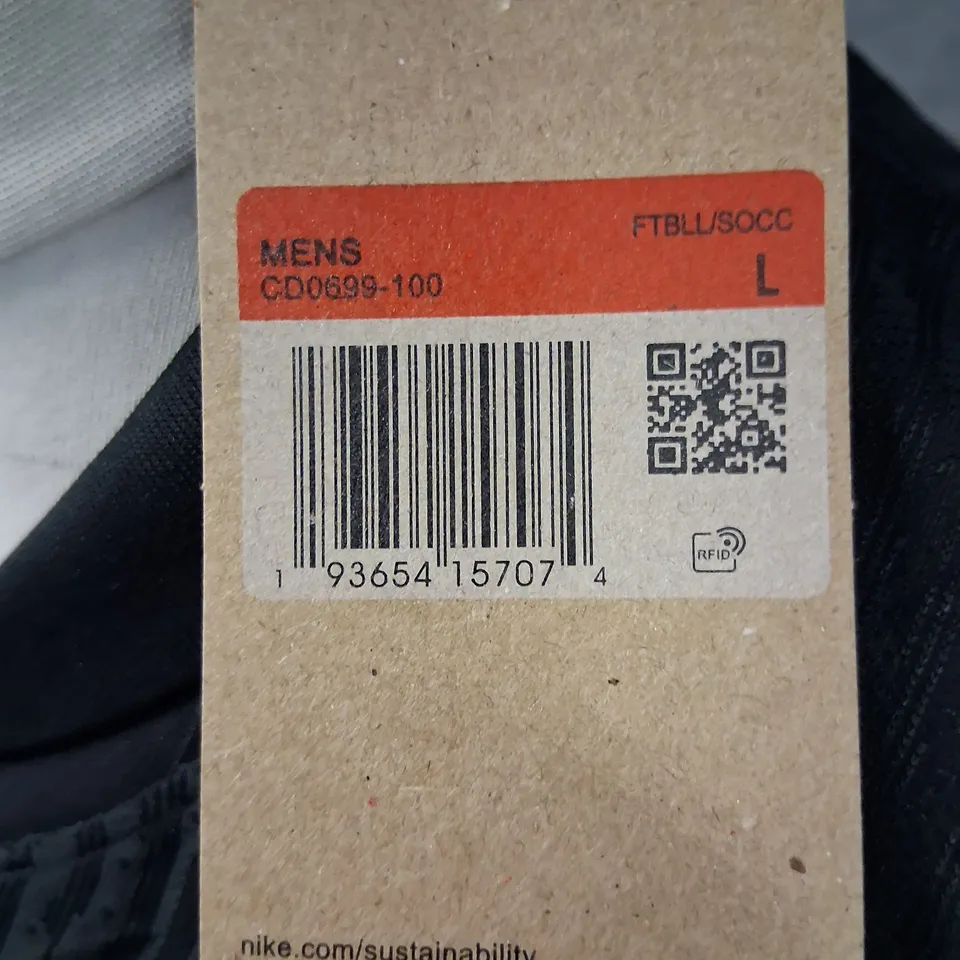 FTBLL/SOCC
MENS
CD0699-100
L
1 93654 15707 4
RFID
nike.com/sustainability